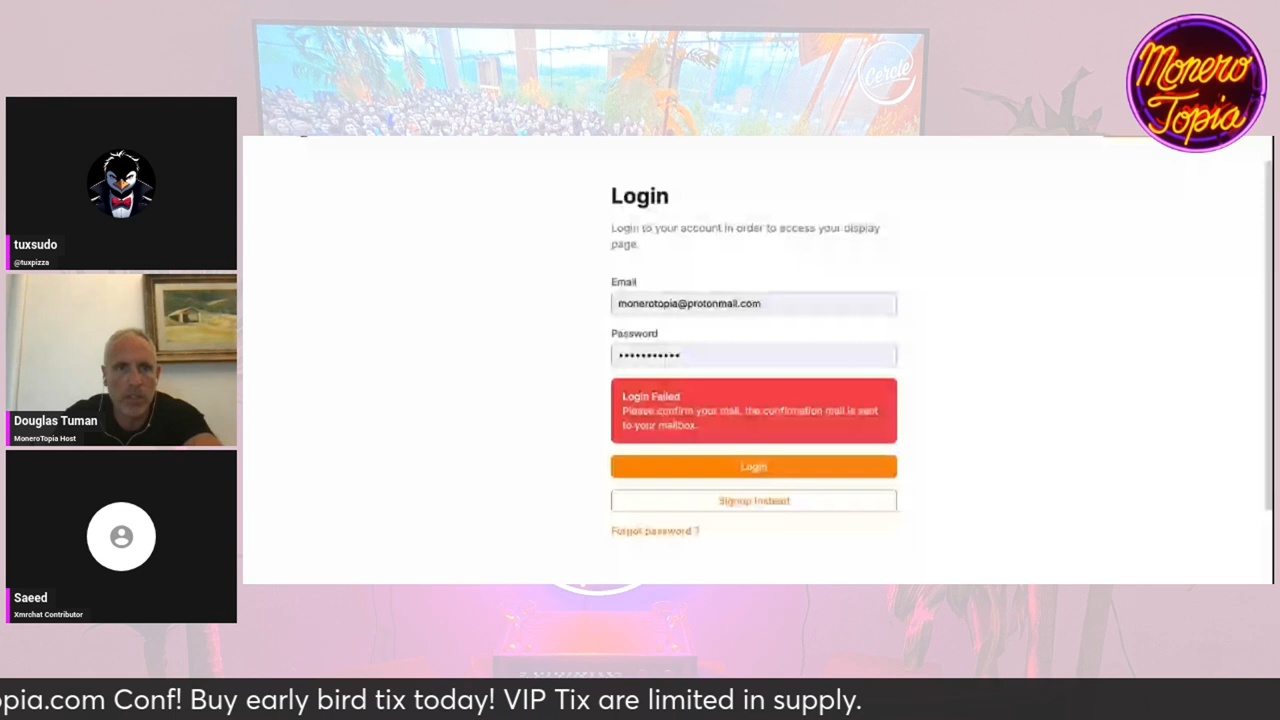 Cercle
Monero
Topia
tuxsudo
@tuxpizza
Douglas Tuman
MoneroTopia Host
Saeed
Xmrchat Contributor
Login
Login to your account in order to access your display
page.
Email
monerotopia@protonmail.com
Password
Login Failed
Please confirm your mail, the confirmation mail is sent
to your mailbox.
Login
Signup Instead
Forgot password ?
opia.com Conf! Buy early bird tix today! VIP Tix are limited in supply.